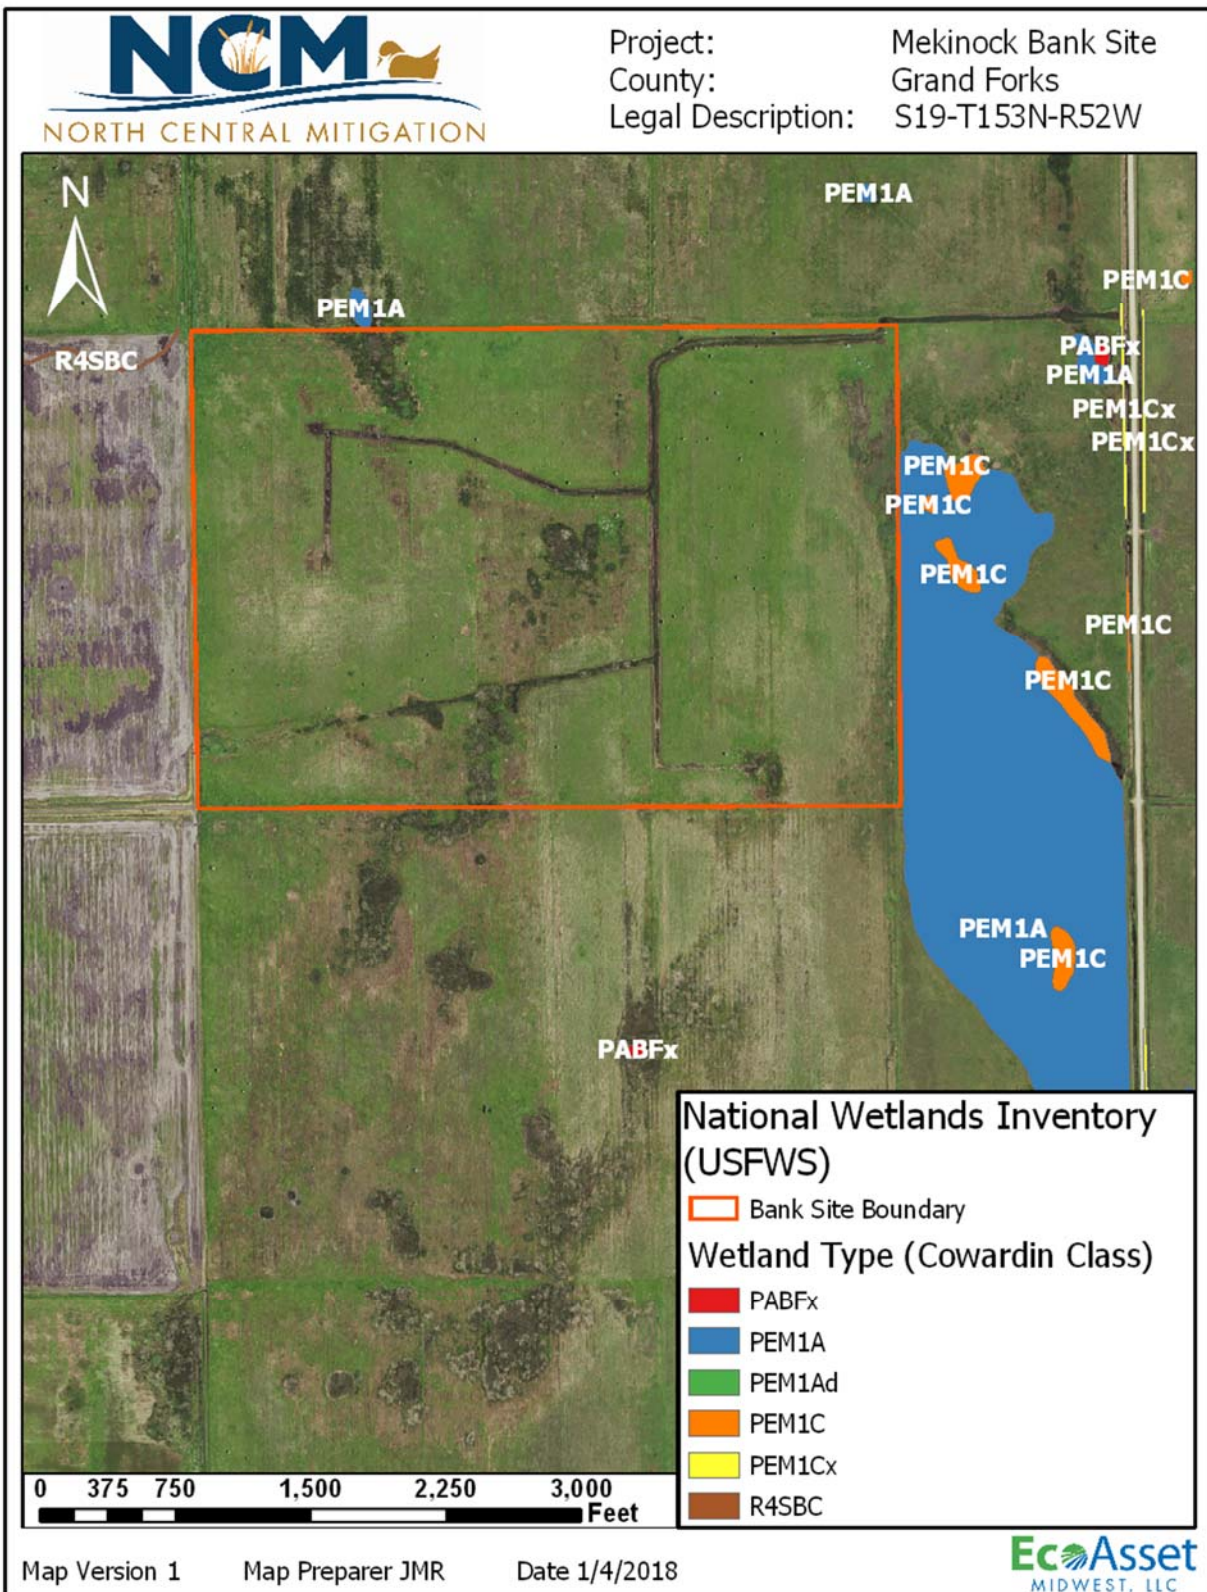 NCM
NORTH CENTRAL MITIGATION
Project: Mekinock Bank Site
County: Grand Forks
Legal Description: S19-T153N-R52W
N
PEM1A
PEM1C
PEM1A
PABFx
R4SBC
PEM1A
PEM1Cx
PEM1Cx
PEM1C
PEM1C
PEM1C
PEM1C
PEM1C
PEM1A
PEM1C
PABFx
National Wetlands Inventory
(USFWS)
Bank Site Boundary
Wetland Type (Cowardin Class)
PABFx
PEM1A
PEM1Ad
PEM1C
PEM1Cx
R4SBC
0 375 750 1,500 2,250 3,000
Feet
Map Version 1 Map Preparer JMR Date 1/4/2018
EcoAsset
MIDWEST, LLC